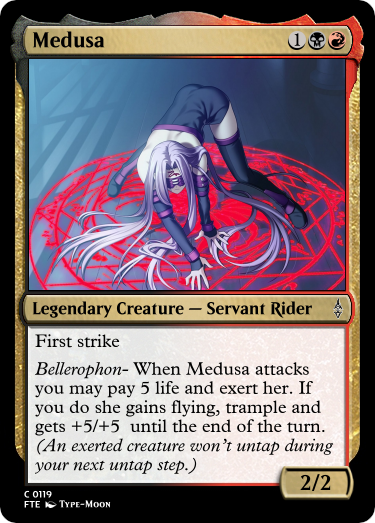 Medusa 1
Legendary Creature — Servant Rider
First strike
Bellerophon- When Medusa attacks
you may pay 5 life and exert her. If
you do she gains flying, trample and
gets +5/+5  until the end of the turn.
(An exerted creature won't untap during
your next untap step.)
2/2
C 0119
FTE Type-Moon